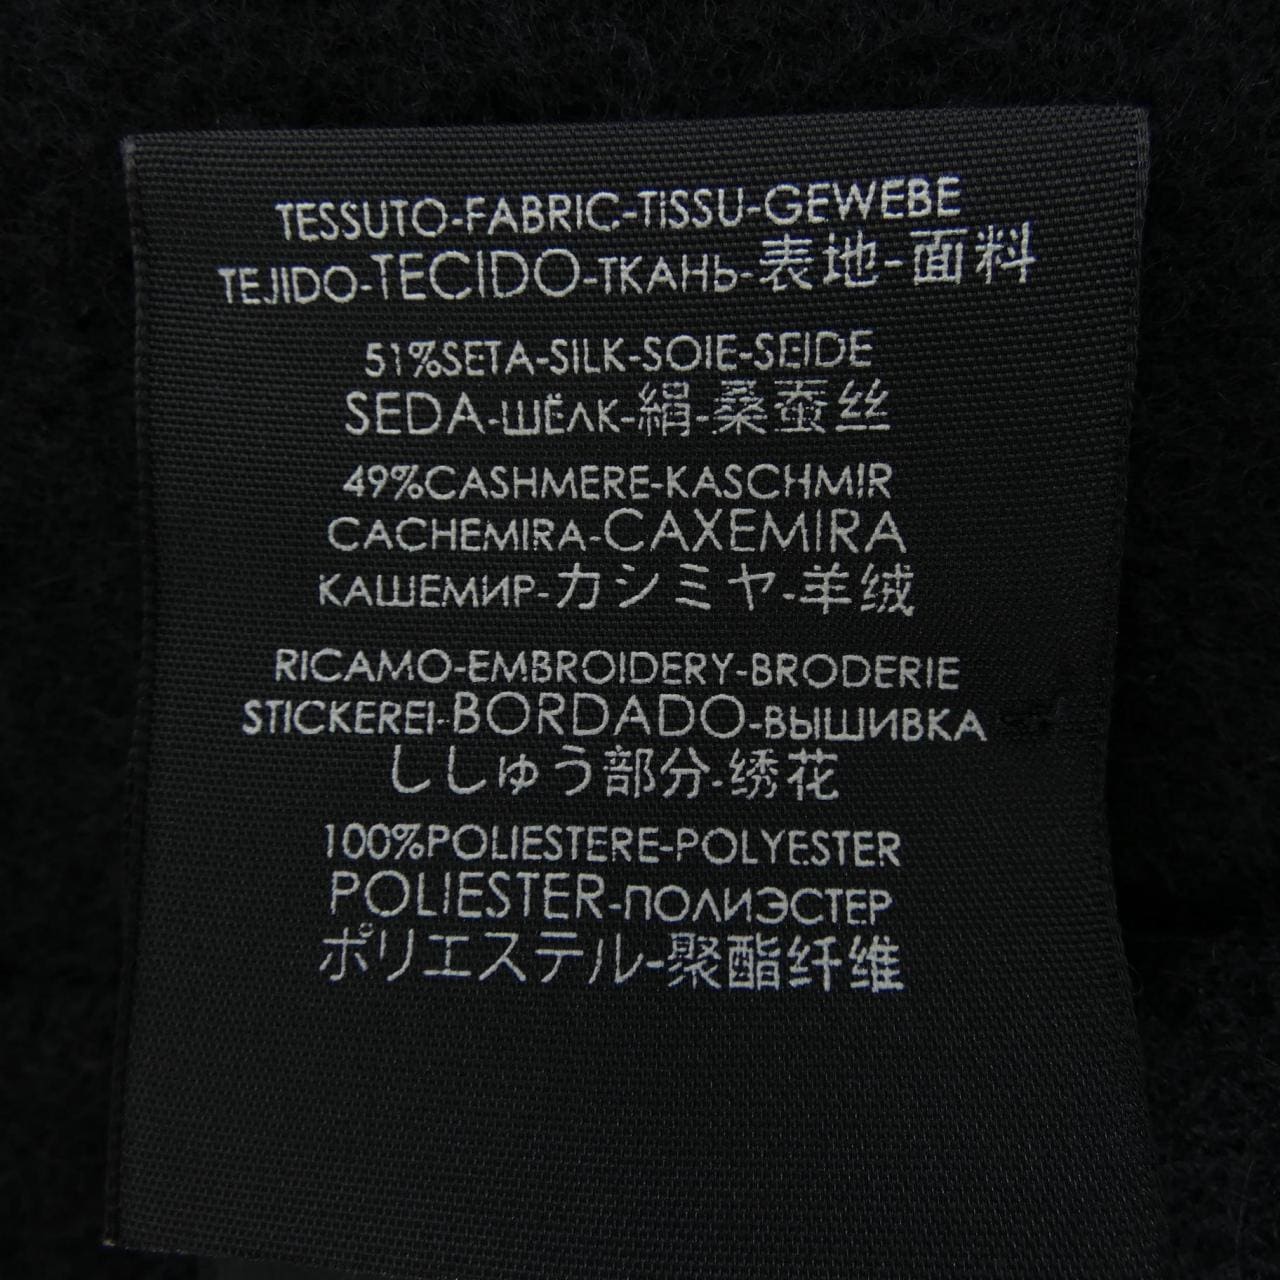 TESSUTO-FABRIC-TISSU-GEWEBE
TEJIDO-TECIDO-ТКАНЬ-表地-面料
51%SETA-SILK-SOIE-SEIDE
SEDA-ШЁЛК-絹-桑蚕丝
49%CASHMERE-KASCHMIR
CACHEMIRA-CAXEMIRA
КАШЕМИР-カシミヤ-羊绒
RICAMO-EMBROIDERY-BRODERIE
STICKEREI-BORDADO-ВЫШИВКА
ししゅう部分-绣花
100%POLIESTERE-POLYESTER
POLIESTER-ПОЛИЭСТЕР
ポリエステル-聚酯纤维